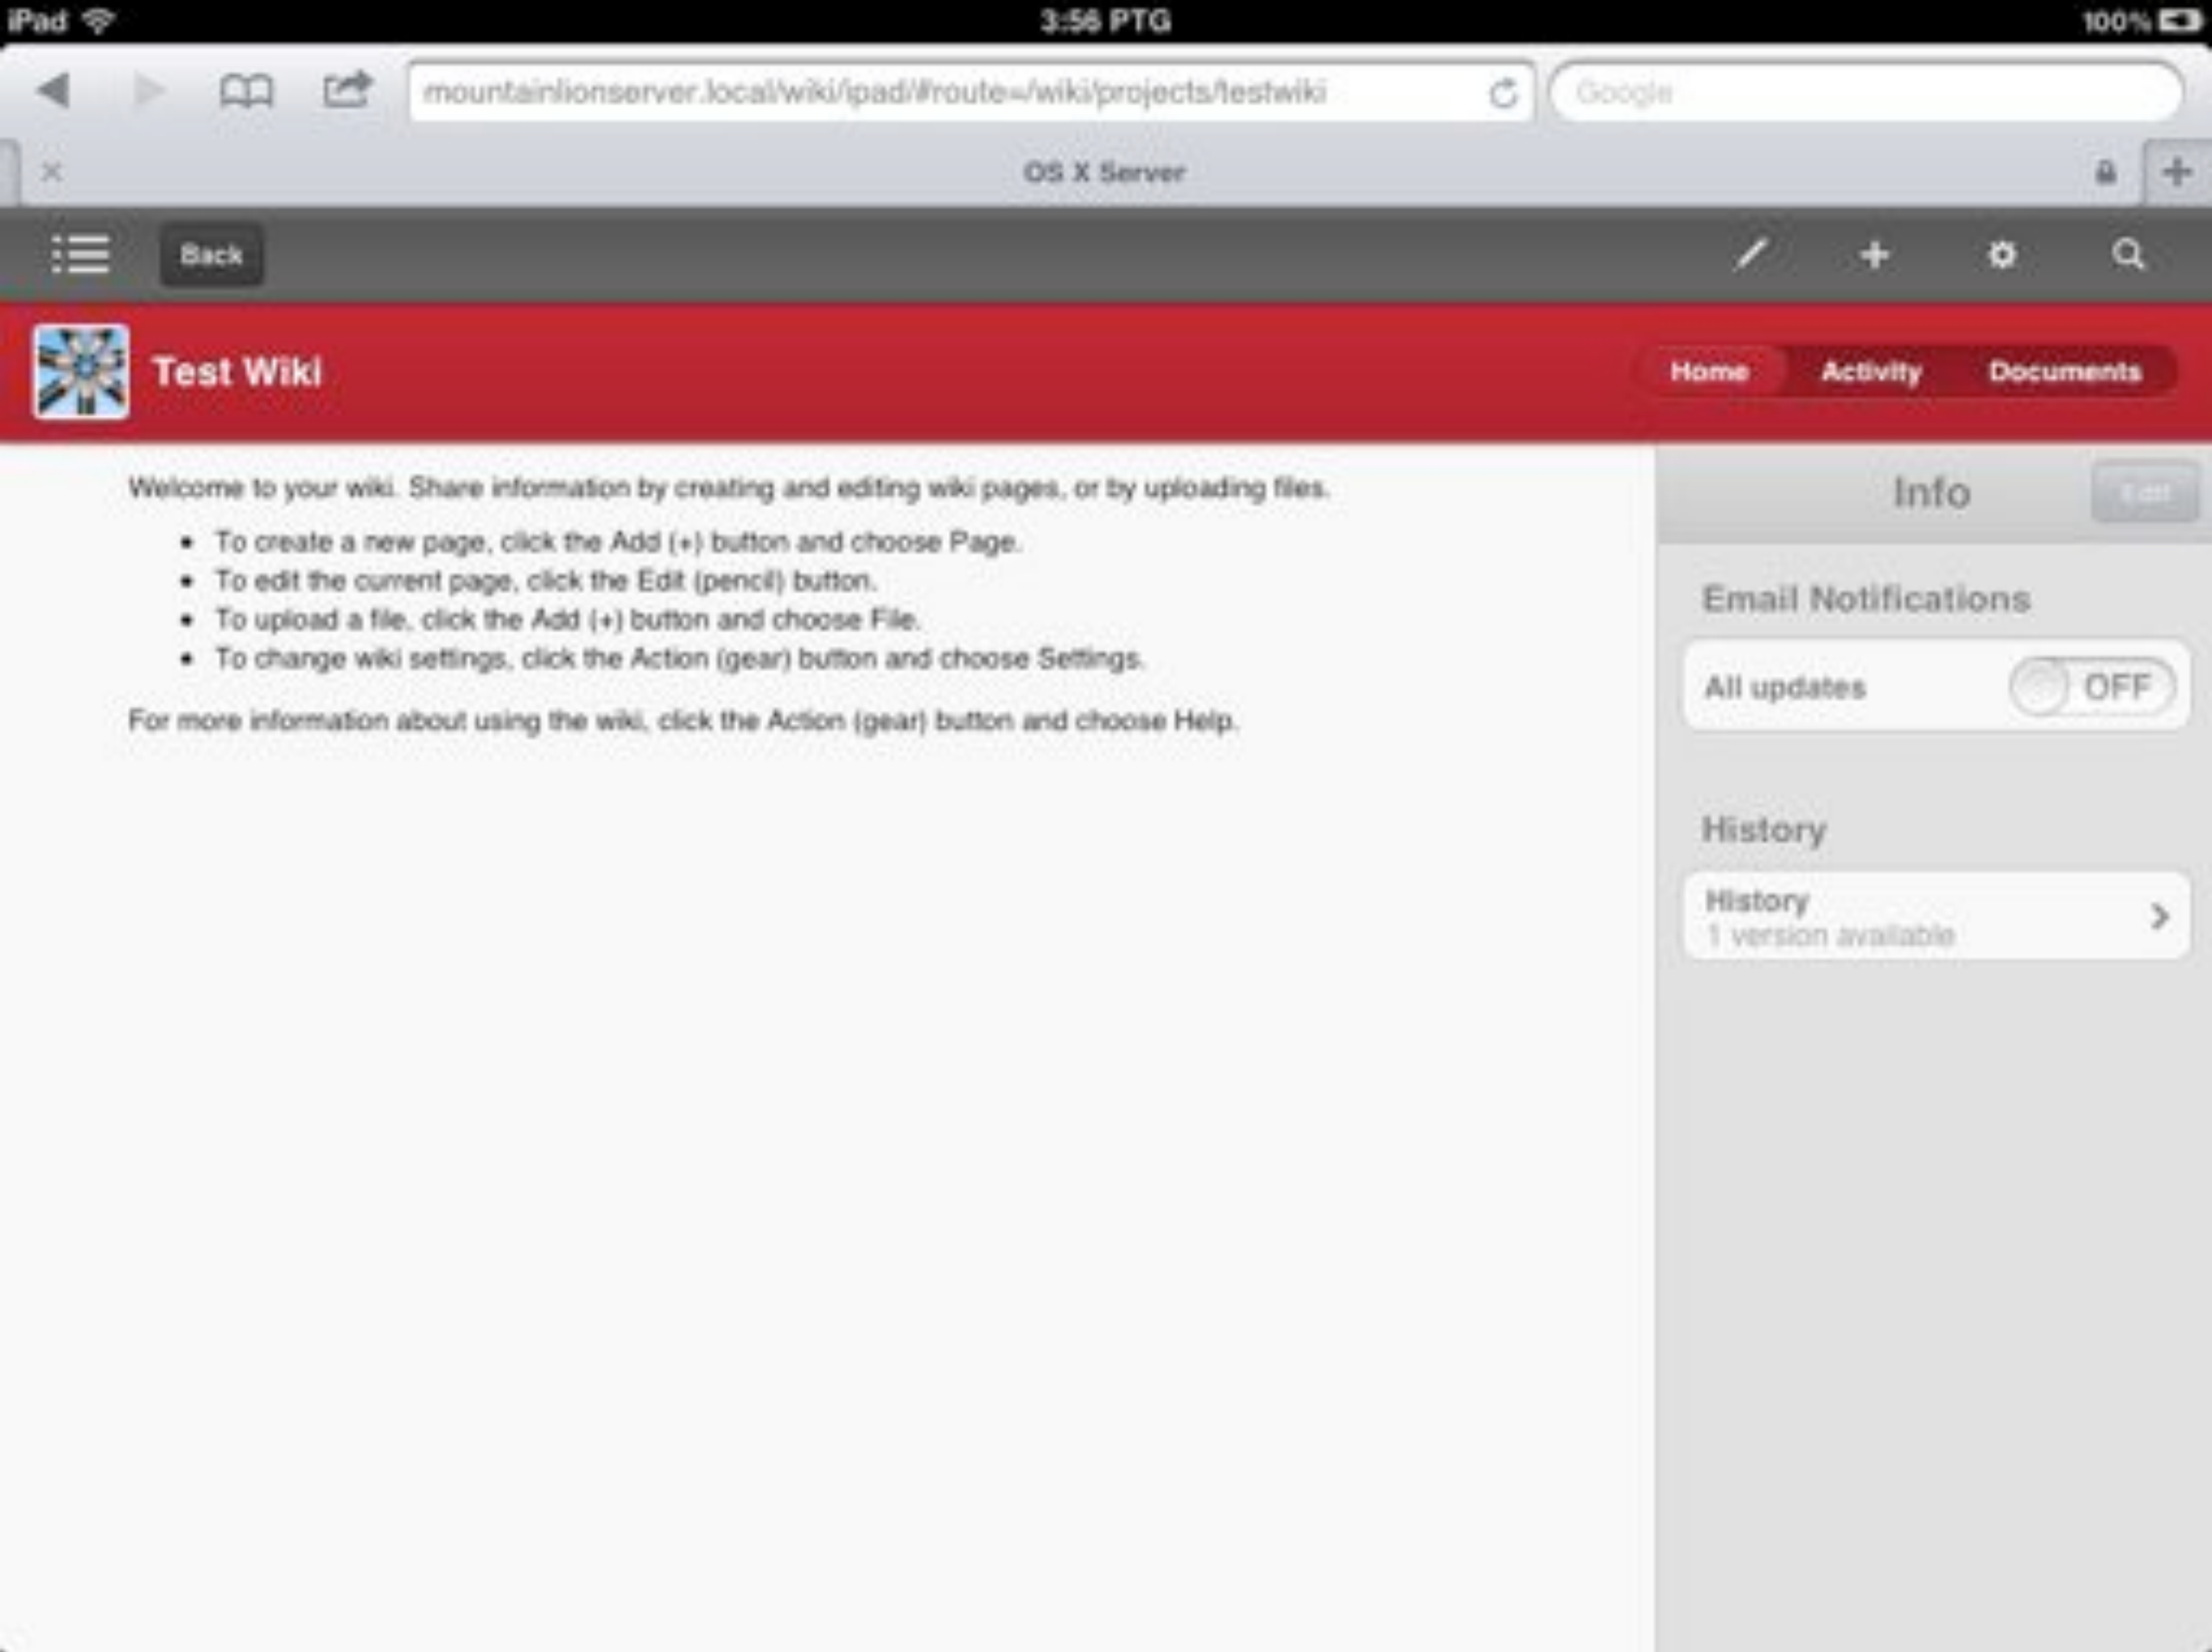 iPad
3:56 PTG
100%
mountainlionserver.local/wiki/ipad/#route=/wiki/projects/testwiki
Google
OS X Server
Back
Test Wiki
Home
Activity
Documents
Welcome to your wiki. Share information by creating and editing wiki pages, or by uploading files.
• To create a new page, click the Add (+) button and choose Page.
• To edit the current page, click the Edit (pencil) button.
• To upload a file, click the Add (+) button and choose File.
• To change wiki settings, click the Action (gear) button and choose Settings.
For more information about using the wiki, click the Action (gear) button and choose Help.
Info
Edit
Email Notifications
All updates
OFF
History
History
1 version available